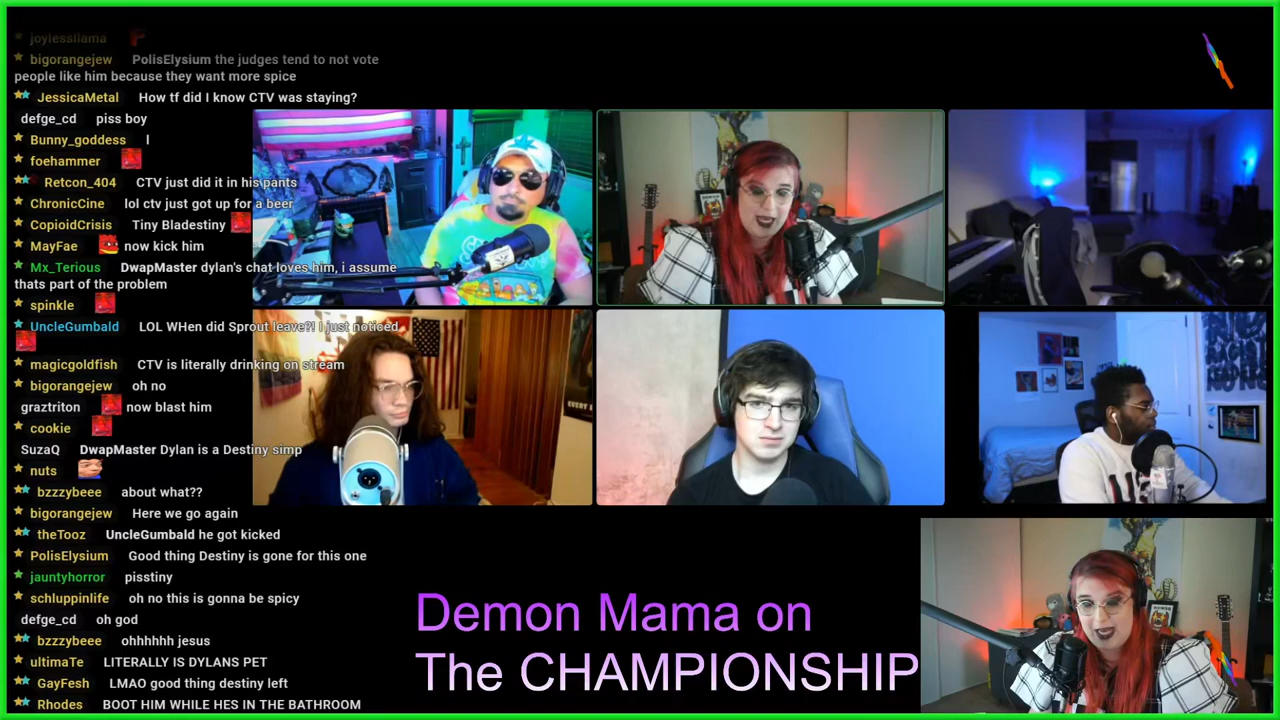 joylessllama
bigorangejew PolisElysium the judges tend to not vote
people like him because they want more spice
JessicaMetal How tf did I know CTV was staying?
defge_cd piss boy
Bunny_goddess l
foehammer
Retcon_404 CTV just did it in his pants
ChronicCine lol ctv just got up for a beer
CopioidCrisis Tiny Bladestiny
MayFae now kick him
Mx_Terious DwapMaster dylan's chat loves him, i assume
thats part of the problem
spinkle
UncleGumbald LOL WHen did Sprout leave?! I just noticed
magicgoldfish CTV is literally drinking on stream
bigorangejew oh no
graztriton now blast him
cookie
SuzaQ DwapMaster Dylan is a Destiny simp
nuts
bzzzybeee about what??
bigorangejew Here we go again
theTooz UncleGumbald he got kicked
PolisElysium Good thing Destiny is gone for this one
jauntyhorror pisstiny
schluppinlife oh no this is gonna be spicy
defge_cd oh god
bzzzybeee ohhhhhh jesus
ultimaTe LITERALLY IS DYLANS PET
GayFesh LMAO good thing destiny left
Rhodes BOOT HIM WHILE HES IN THE BATHROOM
Demon Mama on
The CHAMPIONSHIP